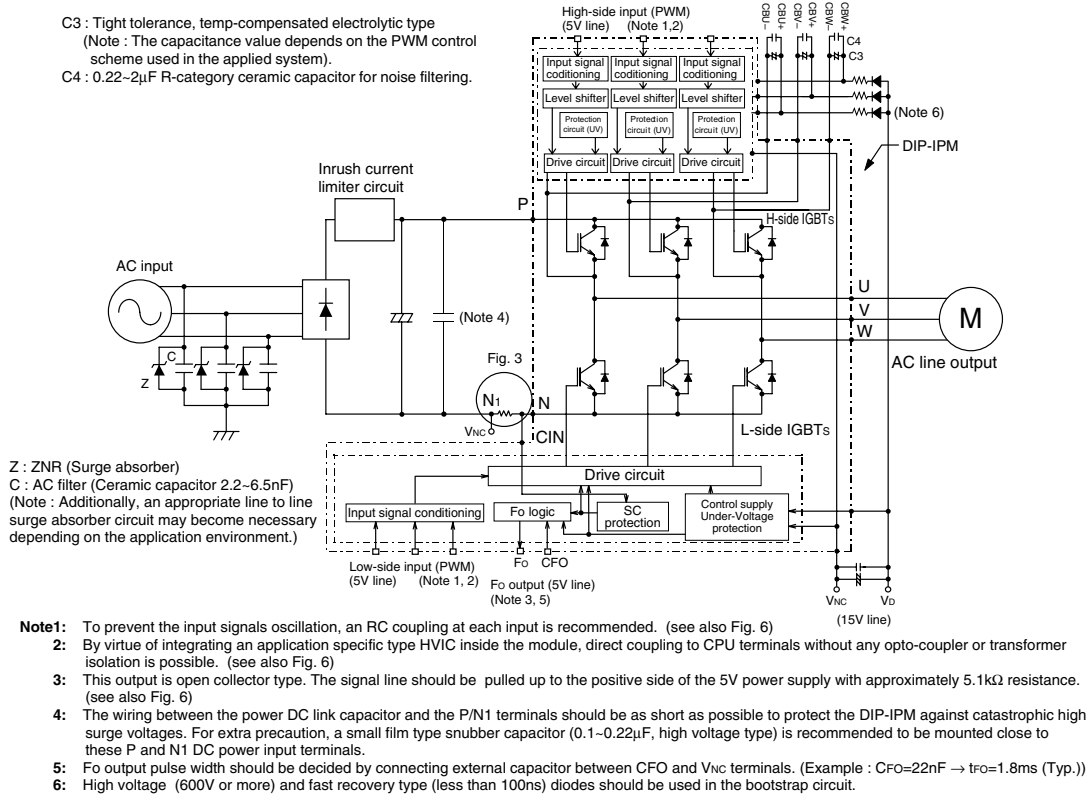 C3 : Tight tolerance, temp-compensated electrolytic type
(Note : The capacitance value depends on the PWM control
scheme used in the applied system).
C4 : 0.22~2µF R-category ceramic capacitor for noise filtering.
High-side input (PWM)
(5V line) (Note 1,2)
CBU–
CBU+
CBV–
CBV+
CBW–
CBW+
C4
C3
Input signal coditioning
Input signal coditioning
Input signal coditioning
Level shifter
Level shifter
Level shifter
Protection circuit (UV)
Protection circuit (UV)
Protection circuit (UV)
Drive circuit
Drive circuit
Drive circuit
(Note 6)
DIP-IPM
Inrush current
limiter circuit
P
H-side IGBTs
AC input
(Note 4)
U
V
W
M
AC line output
C
Z
Fig. 3
N1
VNC
N
CIN
L-side IGBTs
Z : ZNR (Surge absorber)
C : AC filter (Ceramic capacitor 2.2~6.5nF)
(Note : Additionally, an appropriate line to line
surge absorber circuit may become necessary
depending on the application environment.)
Drive circuit
Input signal conditioning
Fo logic
SC
protection
Control supply
Under-Voltage
protection
Low-side input (PWM)
(5V line) (Note 1, 2)
FO
CFO
FO output (5V line)
(Note 3, 5)
VNC
VD
(15V line)
Note1: To prevent the input signals oscillation, an RC coupling at each input is recommended. (see also Fig. 6)
2: By virtue of integrating an application specific type HVIC inside the module, direct coupling to CPU terminals without any opto-coupler or transformer
isolation is possible. (see also Fig. 6)
3: This output is open collector type. The signal line should be pulled up to the positive side of the 5V power supply with approximately 5.1kΩ resistance.
(see also Fig. 6)
4: The wiring between the power DC link capacitor and the P/N1 terminals should be as short as possible to protect the DIP-IPM against catastrophic high
surge voltages. For extra precaution, a small film type snubber capacitor (0.1~0.22µF, high voltage type) is recommended to be mounted close to
these P and N1 DC power input terminals.
5: Fo output pulse width should be decided by connecting external capacitor between CFO and VNC terminals. (Example : CFO=22nF → tFO=1.8ms (Typ.))
6: High voltage (600V or more) and fast recovery type (less than 100ns) diodes should be used in the bootstrap circuit.